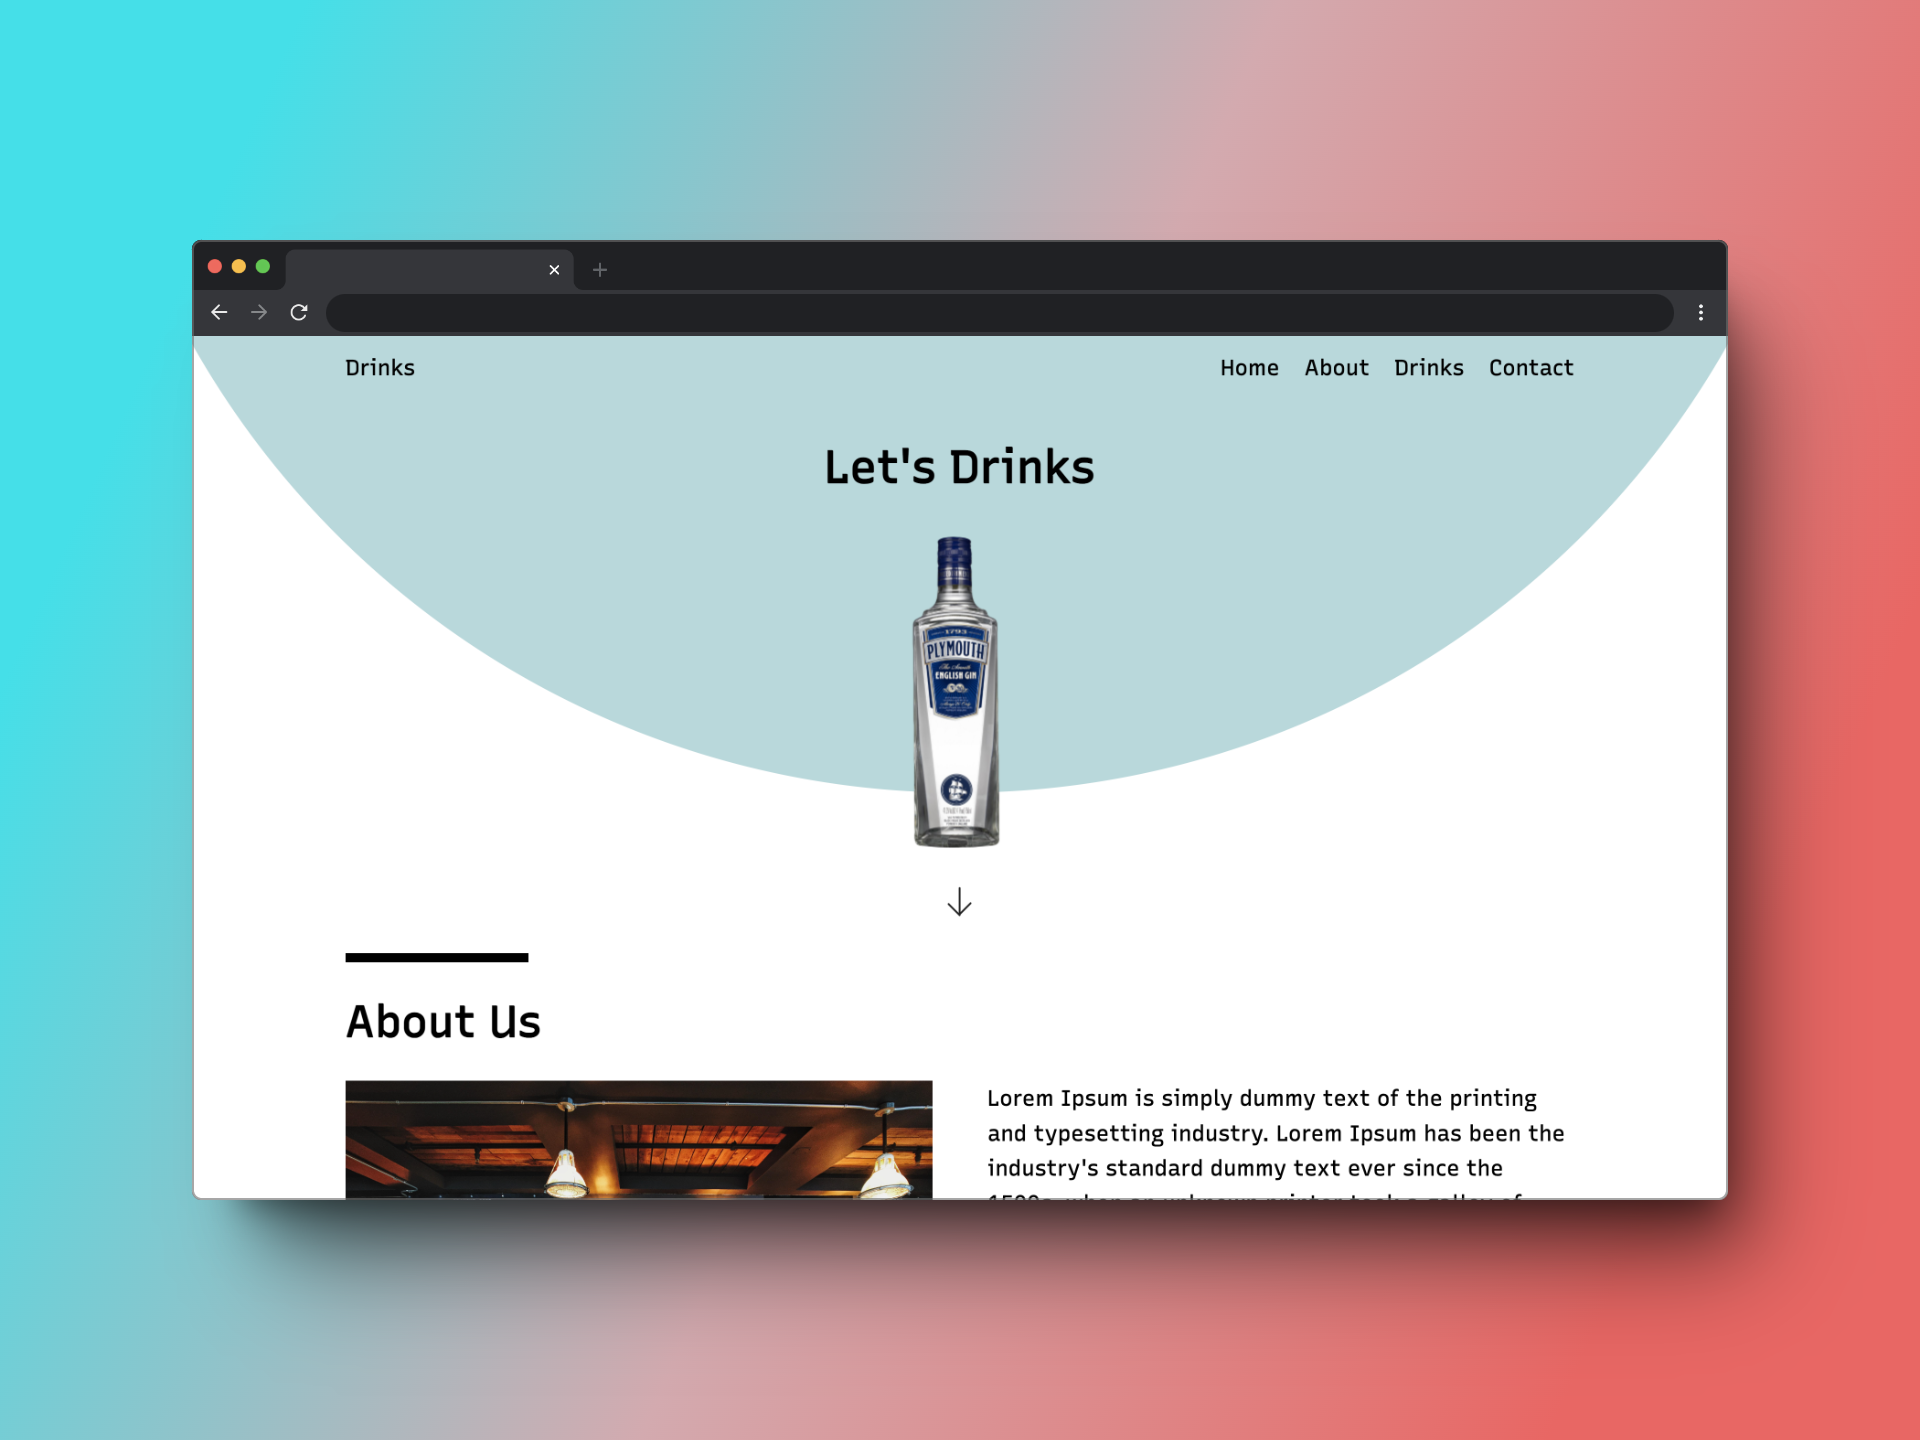 Drinks
Home About Drinks Contact
Let's Drinks
1793
PLYMOUTH
ENGLISH GIN
About Us
Lorem Ipsum is simply dummy text of the printing
and typesetting industry. Lorem Ipsum has been the
industry's standard dummy text ever since the